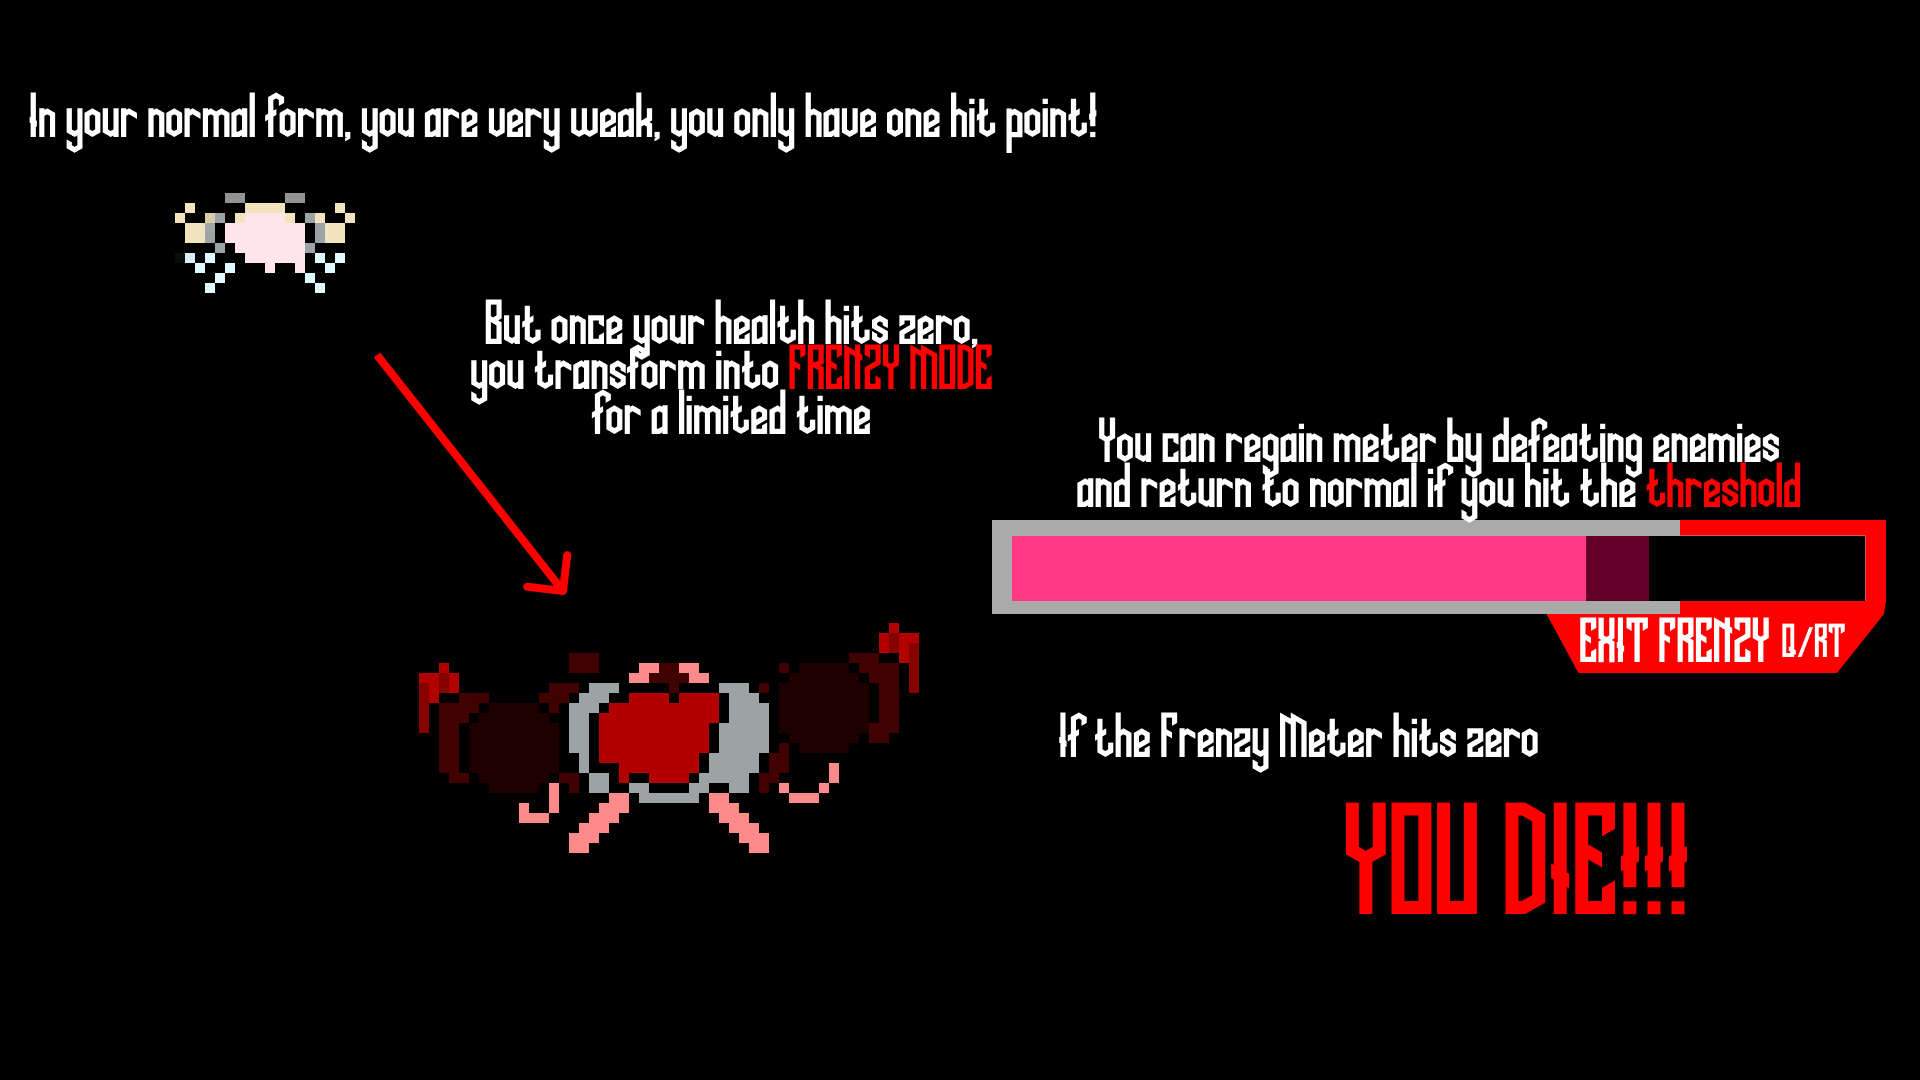 In your normal form, you are very weak, you only have one hit point!
But once your health hits zero,
you transform into FRENZY MODE
for a limited time
You can regain meter by defeating enemies
and return to normal if you hit the threshold
EXIT FRENZY Q/RT
If the Frenzy Meter hits zero
YOU DIE!!!